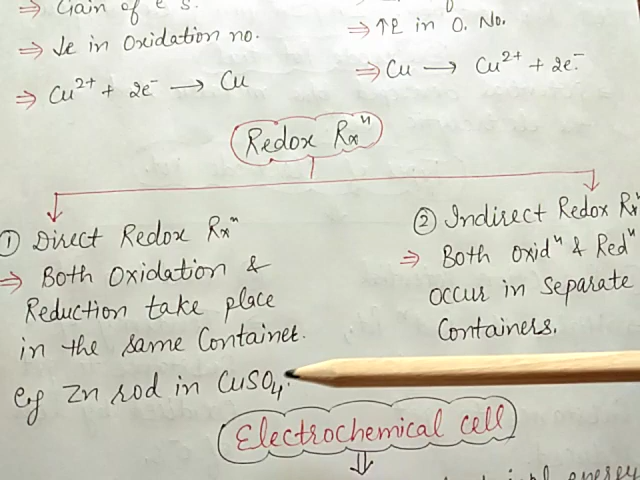 ⇒ Gain of e⁻s.
⇒ ↓e in Oxidation no.
⇒ Cu²⁺ + 2e⁻ → Cu
⇒ ↑e in O. No.
⇒ Cu → Cu²⁺ + 2e⁻
Redox Rxⁿ
① Direct Redox Rxⁿ
⇒ Both Oxidation &
Reduction take place
in the same Container.
eg Zn rod in CuSO₄.
② Indirect Redox Rxⁿ
⇒ Both Oxidⁿ & Redⁿ
occur in separate
Containers.
Electrochemical cell
⇓
energy